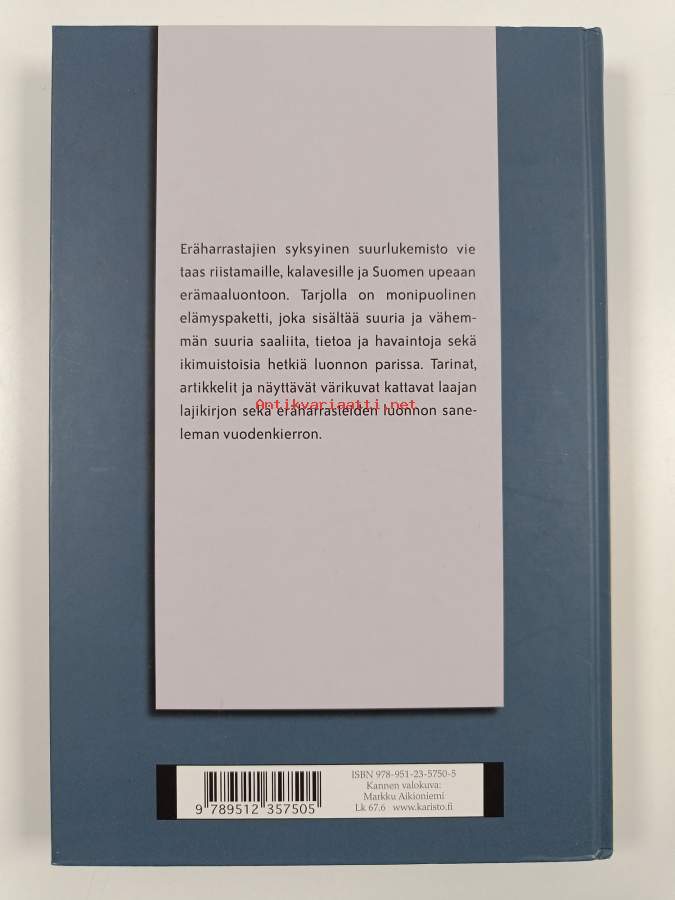 Eräharrastajien syksyinen suurlukemisto vie
taas riistamaille, kalavesille ja Suomen upeaan
erämaaluontoon. Tarjolla on monipuolinen
elämyspaketti, joka sisältää suuria ja vähem-
män suuria saaliita, tietoa ja havaintoja sekä
ikimuistoisia hetkiä luonnon parissa. Tarinat,
artikkelit ja näyttävät värikuvat kattavat laajan
Antikvariaatti.net
lajikirjon sekä eräharrasteiden luonnon sane-
leman vuodenkierron.
ISBN 978-951-23-5750-5
Kannen valokuva:
Markku Aikioniemi
Lk 67,6 www.karisto.fi
9 789512 357505